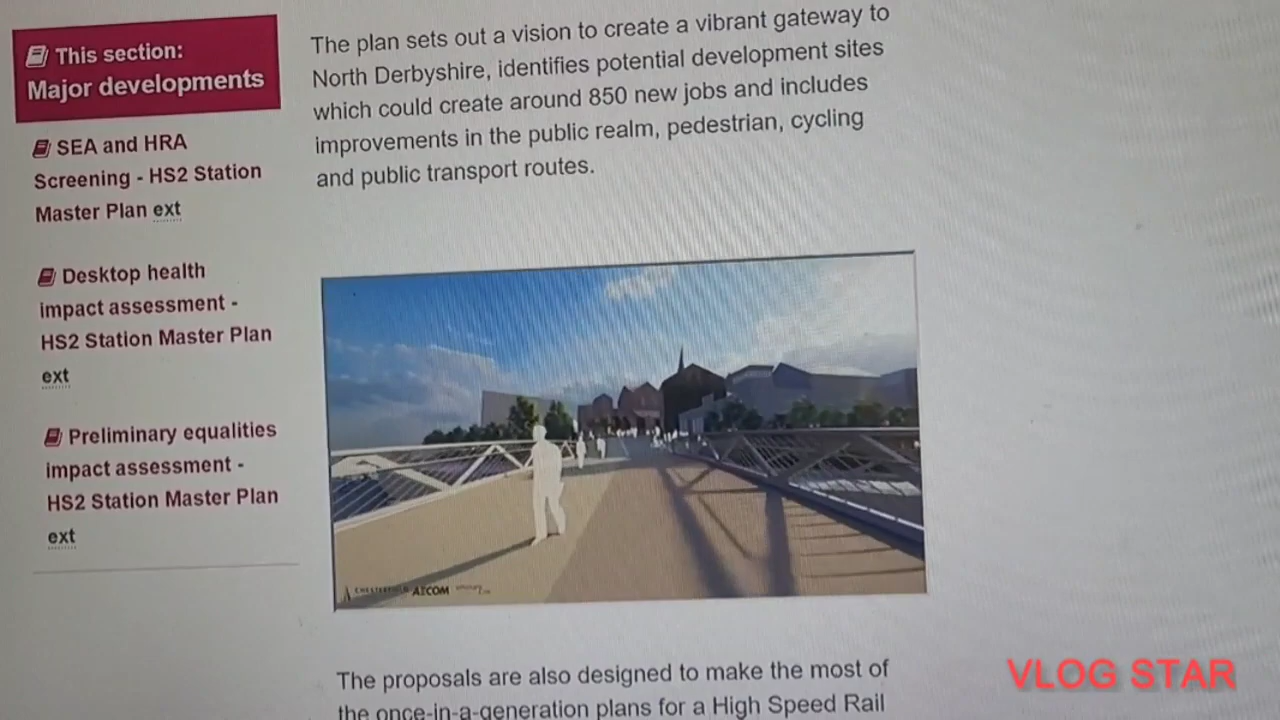 This section:
Major developments
SEA and HRA
Screening - HS2 Station
Master Plan ext
Desktop health
impact assessment -
HS2 Station Master Plan
ext
Preliminary equalities
impact assessment -
HS2 Station Master Plan
ext
The plan sets out a vision to create a vibrant gateway to
North Derbyshire, identifies potential development sites
which could create around 850 new jobs and includes
improvements in the public realm, pedestrian, cycling
and public transport routes.
CHESTERFIELD AECOM
The proposals are also designed to make the most of
the once-in-a-generation plans for a High Speed Rail
VLOG STAR